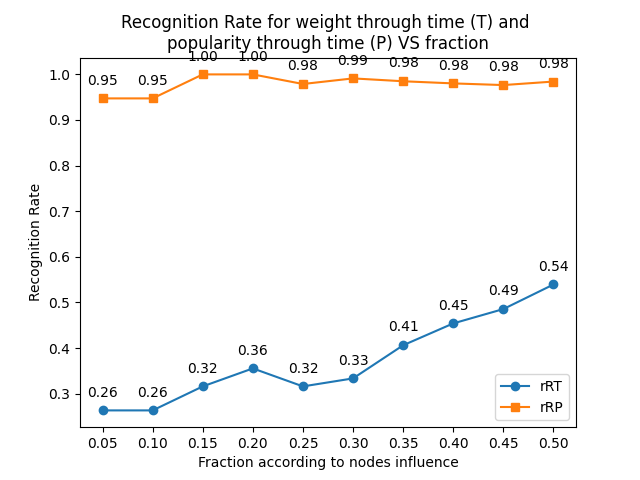 Recognition Rate for weight through time (T) and
popularity through time (P) VS fraction
1.00 1.00
0.95 0.95 0.98 0.99 0.98 0.98 0.98 0.98
1.0
0.9
0.8
0.7
0.6
0.5
0.4
0.3
Recognition Rate
0.26 0.26 0.32 0.36 0.32 0.33 0.41 0.45 0.49 0.54
rRT
rRP
0.05 0.10 0.15 0.20 0.25 0.30 0.35 0.40 0.45 0.50
Fraction according to nodes influence